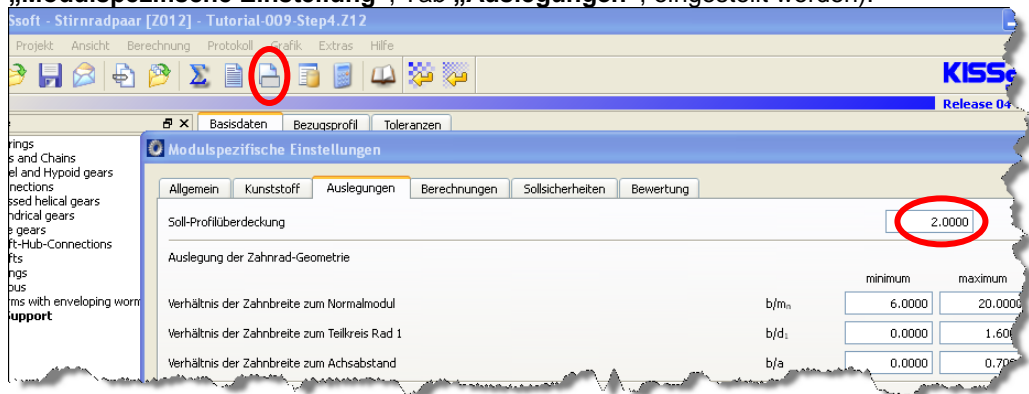 „Modulspezifische Einstellung“, Tab „Auslegungen“, eingestellt werden).
Ssoft - Stirnradpaar [Z012] - Tutorial-009-Step4.Z12
Projekt Ansicht Berechnung Protokoll Grafik Extras Hilfe
KISSs
Release 04
Basisdaten Bezugsprofil Toleranzen
rings
s and Chains
el and Hypoid gears
nections
ssed helical gears
ndrical gears
e gears
ft-Hub-Connections
fts
ngs
ous
rms with enveloping worm
upport
Modulspezifische Einstellungen
Allgemein Kunststoff Auslegungen Berechnungen Sollsicherheiten Bewertung
Soll-Profilüberdeckung 2.0000
Auslegung der Zahnrad-Geometrie
minimum maximum
Verhältnis der Zahnbreite zum Normalmodul b/mₙ 6.0000 20.0000
Verhältnis der Zahnbreite zum Teilkreis Rad 1 b/d₁ 0.0000 1.600
Verhältnis der Zahnbreite zum Achsabstand b/a 0.0000 0.70